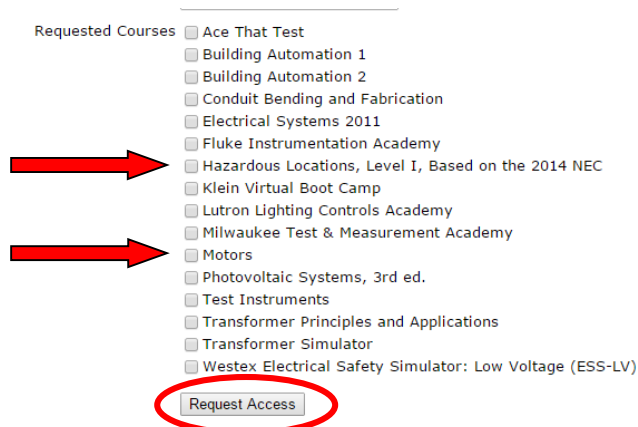 Requested Courses Ace That Test
Building Automation 1
Building Automation 2
Conduit Bending and Fabrication
Electrical Systems 2011
Fluke Instrumentation Academy
Hazardous Locations, Level I, Based on the 2014 NEC
Klein Virtual Boot Camp
Lutron Lighting Controls Academy
Milwaukee Test & Measurement Academy
Motors
Photovoltaic Systems, 3rd ed.
Test Instruments
Transformer Principles and Applications
Transformer Simulator
Westex Electrical Safety Simulator: Low Voltage (ESS-LV)
Request Access